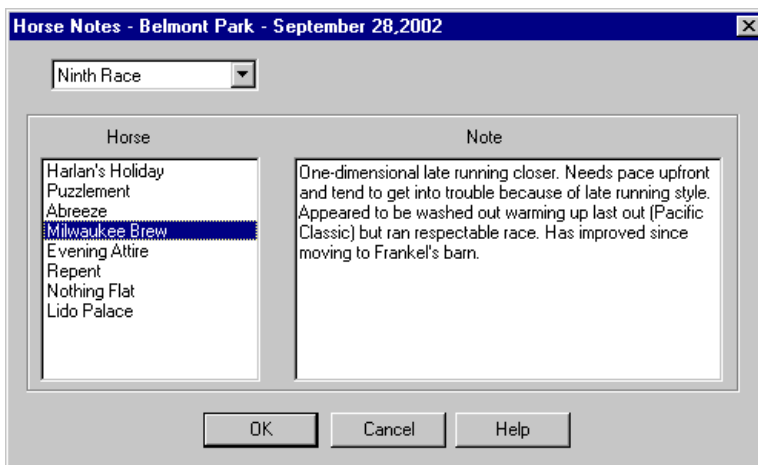 Horse Notes - Belmont Park - September 28,2002
Ninth Race
Horse
Note
Harlan's Holiday
Puzzlement
Abreeze
Milwaukee Brew
Evening Attire
Repent
Nothing Flat
Lido Palace
One-dimensional late running closer. Needs pace upfront
and tend to get into trouble because of late running style.
Appeared to be washed out warming up last out (Pacific
Classic) but ran respectable race. Has improved since
moving to Frankel's barn.
OK
Cancel
Help